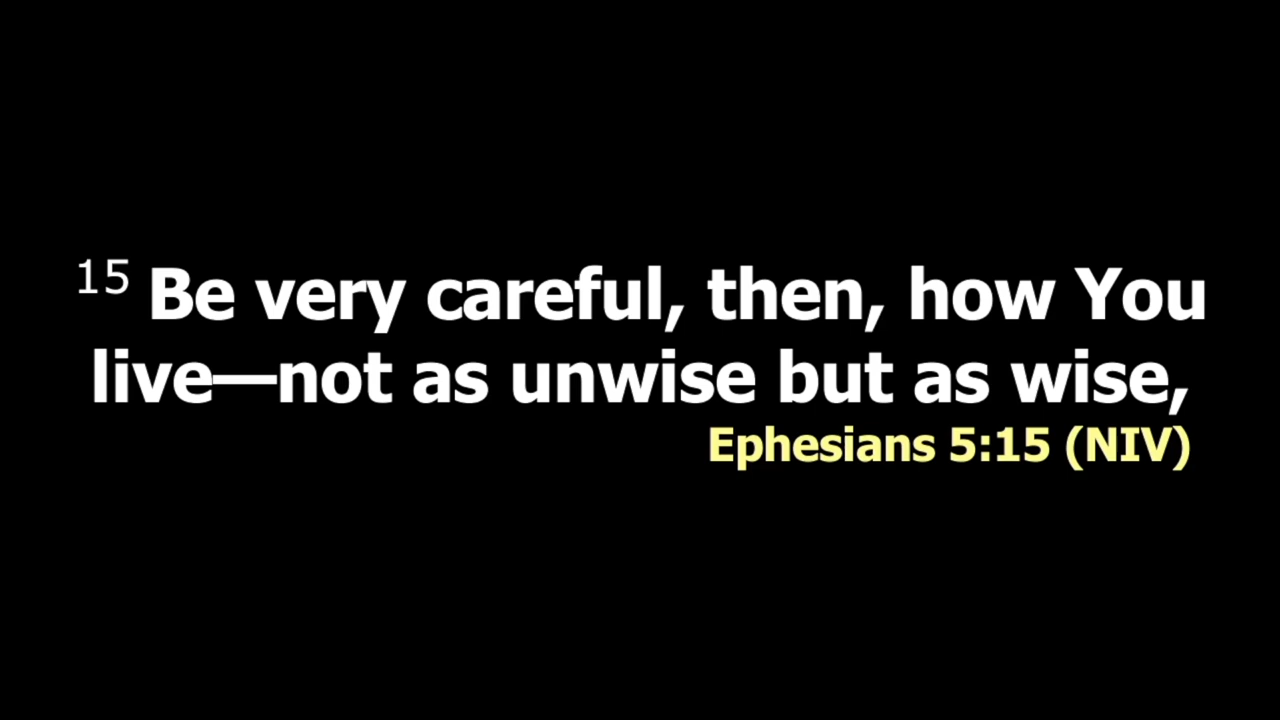 15 Be very careful, then, how You
live—not as unwise but as wise,
Ephesians 5:15 (NIV)